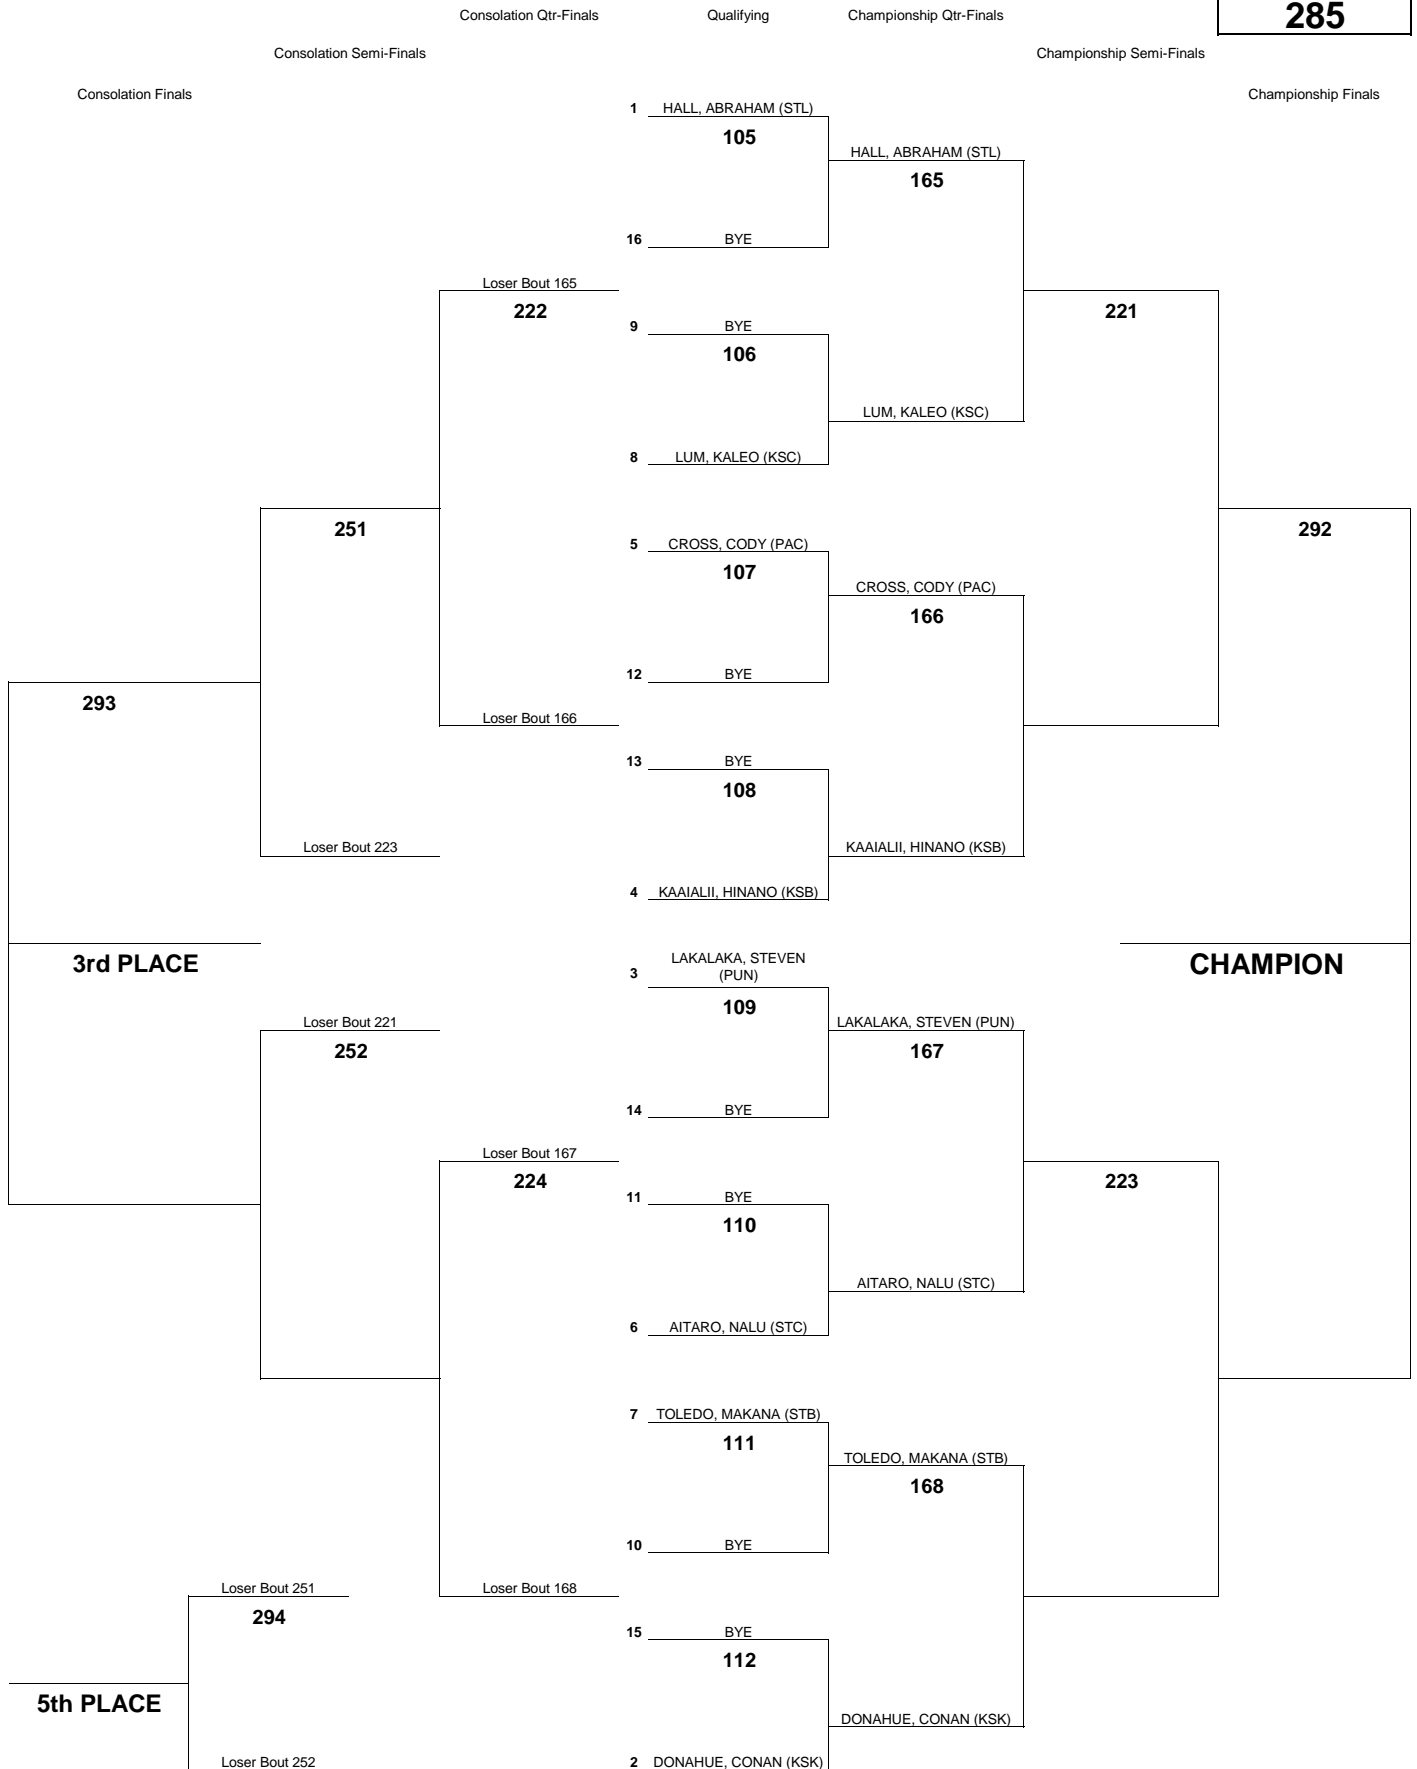 Consolation Qtr-Finals
Qualifying
Championship Qtr-Finals
285
Consolation Semi-Finals
Championship Semi-Finals
Consolation Finals
Championship Finals
1 HALL, ABRAHAM (STL)
105
HALL, ABRAHAM (STL)
165
16 BYE
Loser Bout 165
222
221
9 BYE
106
LUM, KALEO (KSC)
8 LUM, KALEO (KSC)
251
292
5 CROSS, CODY (PAC)
107
CROSS, CODY (PAC)
166
12 BYE
293
Loser Bout 166
13 BYE
108
Loser Bout 223
KAAIALII, HINANO (KSB)
4 KAAIALII, HINANO (KSB)
3rd PLACE
CHAMPION
3 LAKALAKA, STEVEN
(PUN)
109
Loser Bout 221
LAKALAKA, STEVEN (PUN)
252
167
14 BYE
Loser Bout 167
224
223
11 BYE
110
AITARO, NALU (STC)
6 AITARO, NALU (STC)
7 TOLEDO, MAKANA (STB)
111
TOLEDO, MAKANA (STB)
168
10 BYE
Loser Bout 251
Loser Bout 168
294
15 BYE
112
5th PLACE
DONAHUE, CONAN (KSK)
Loser Bout 252
2 DONAHUE, CONAN (KSK)